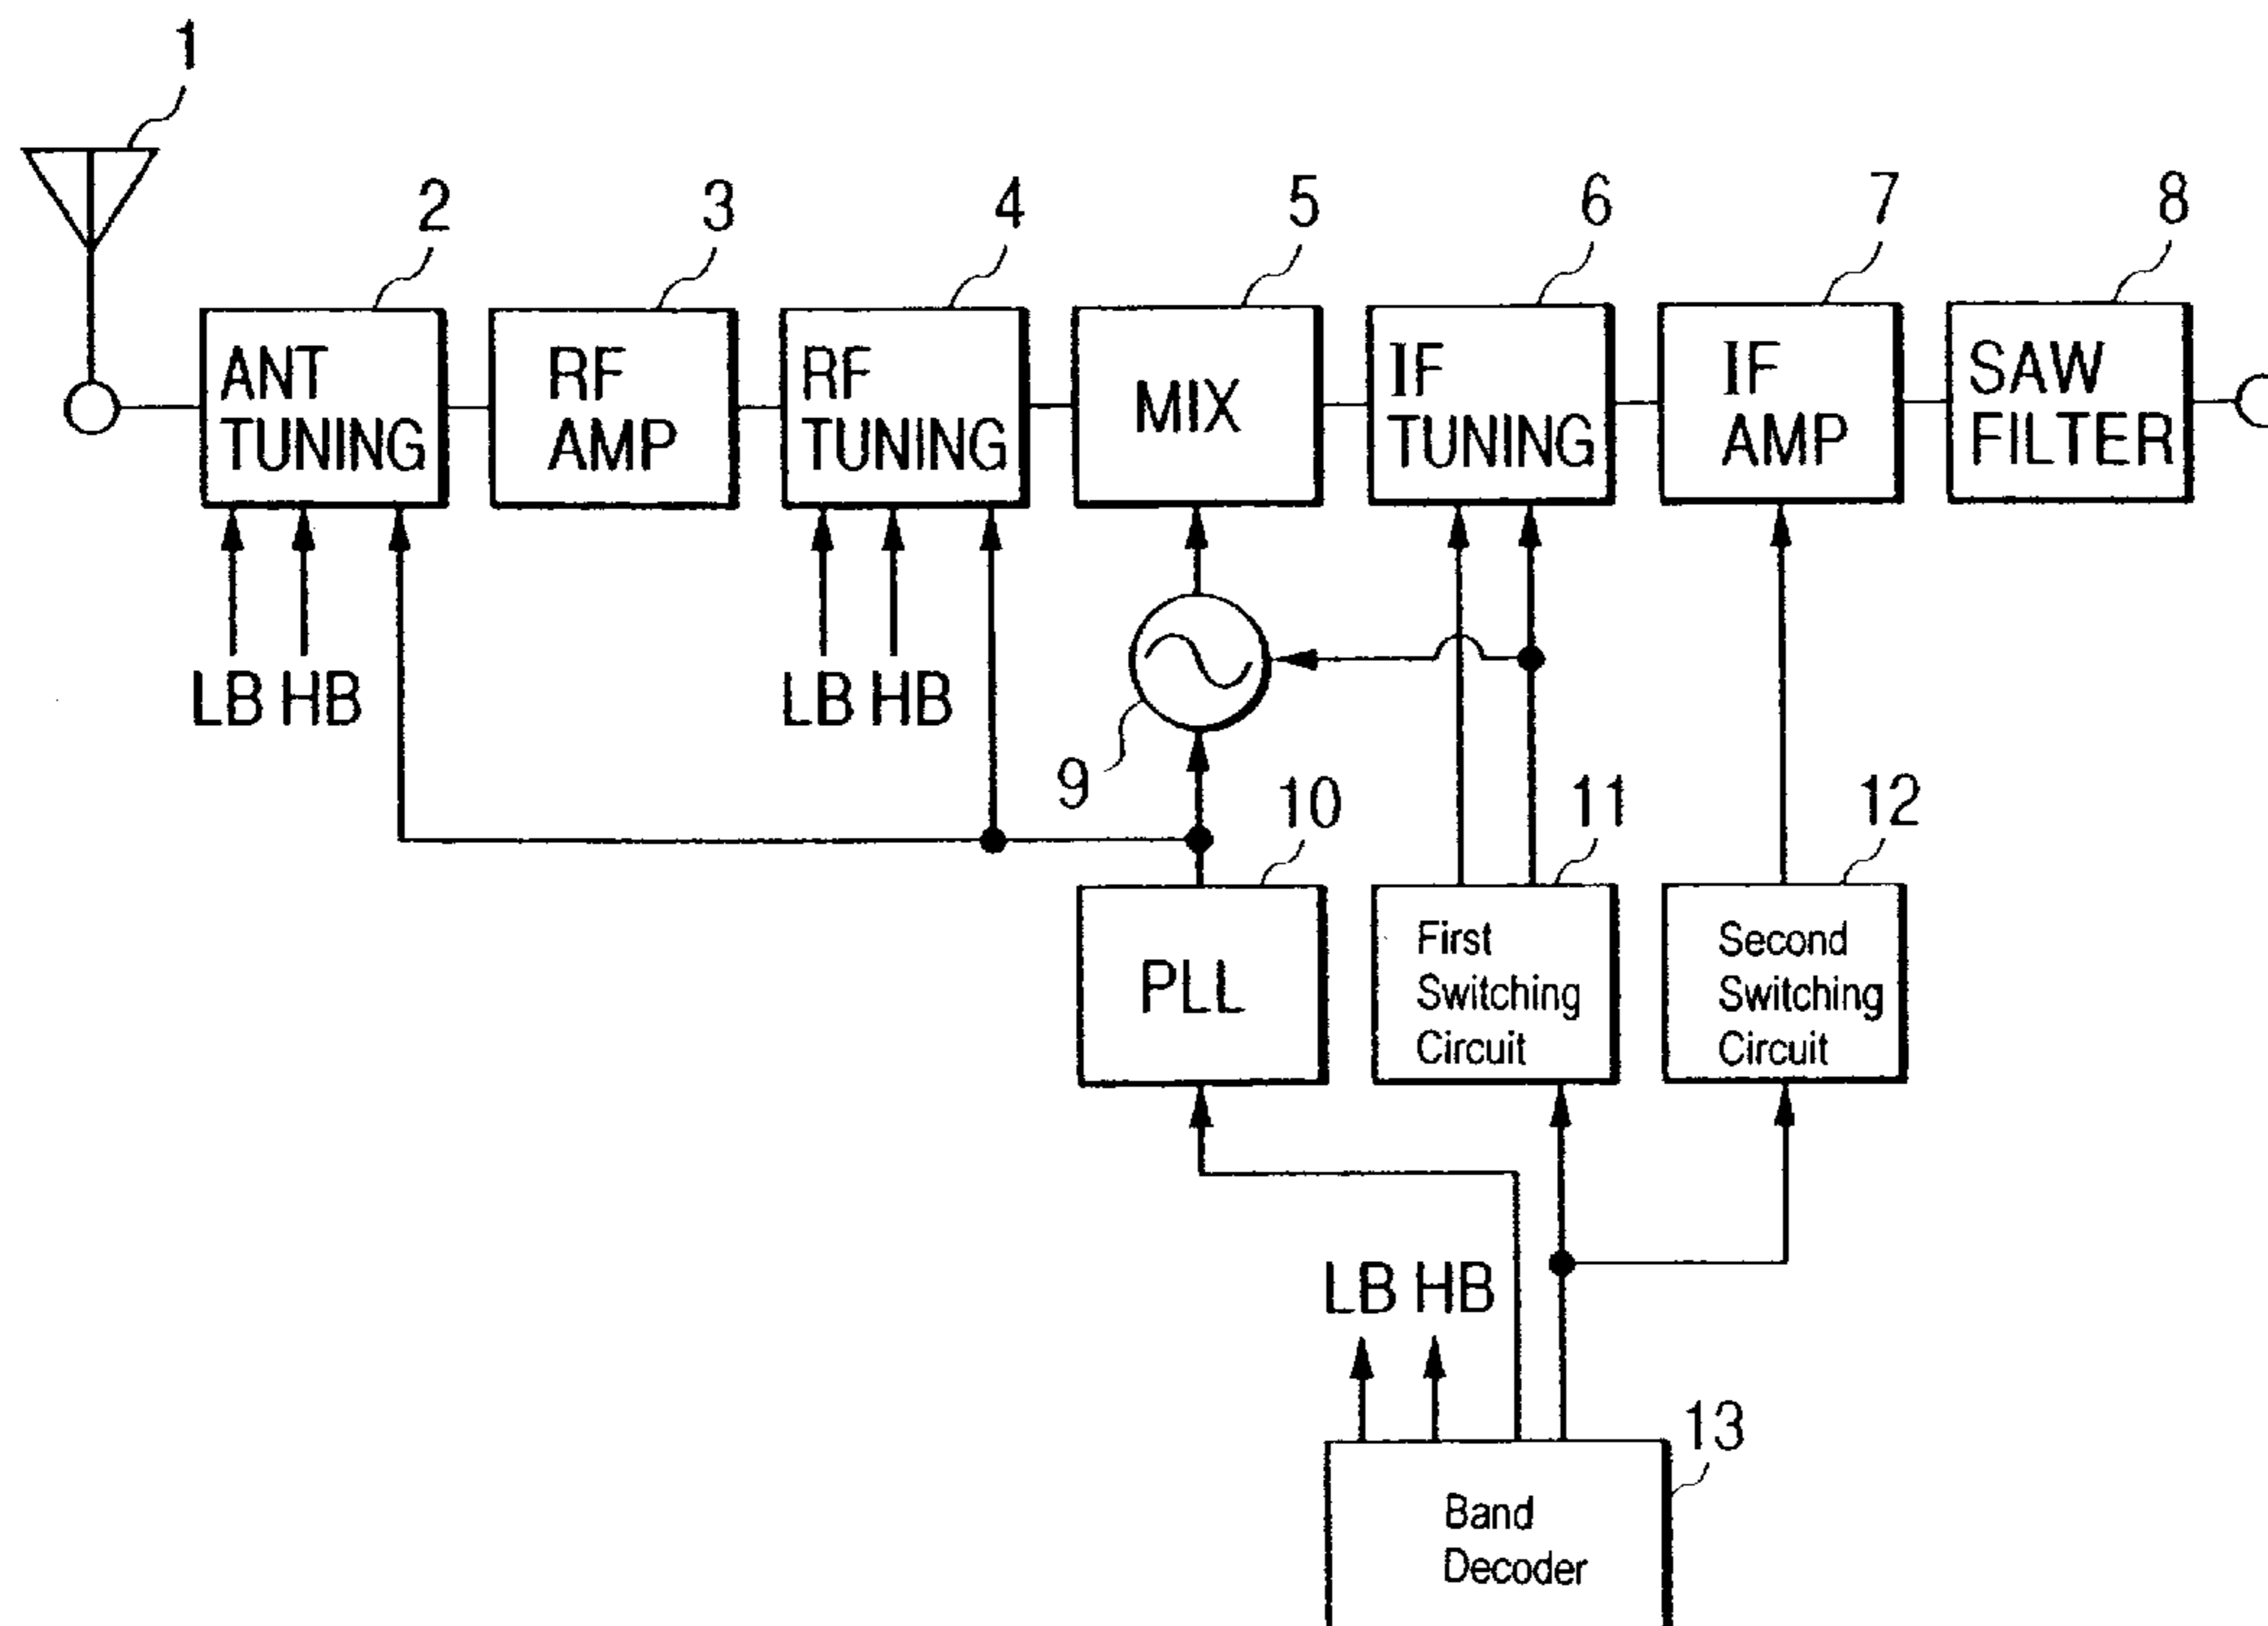 1
2
3
4
5
6
7
8
ANT
TUNING
RF
AMP
RF
TUNING
MIX
IF
TUNING
IF
AMP
SAW
FILTER
LB HB
LB HB
9
10
11
12
PLL
First
Switching
Circuit
Second
Switching
Circuit
LB HB
13
Band
Decoder